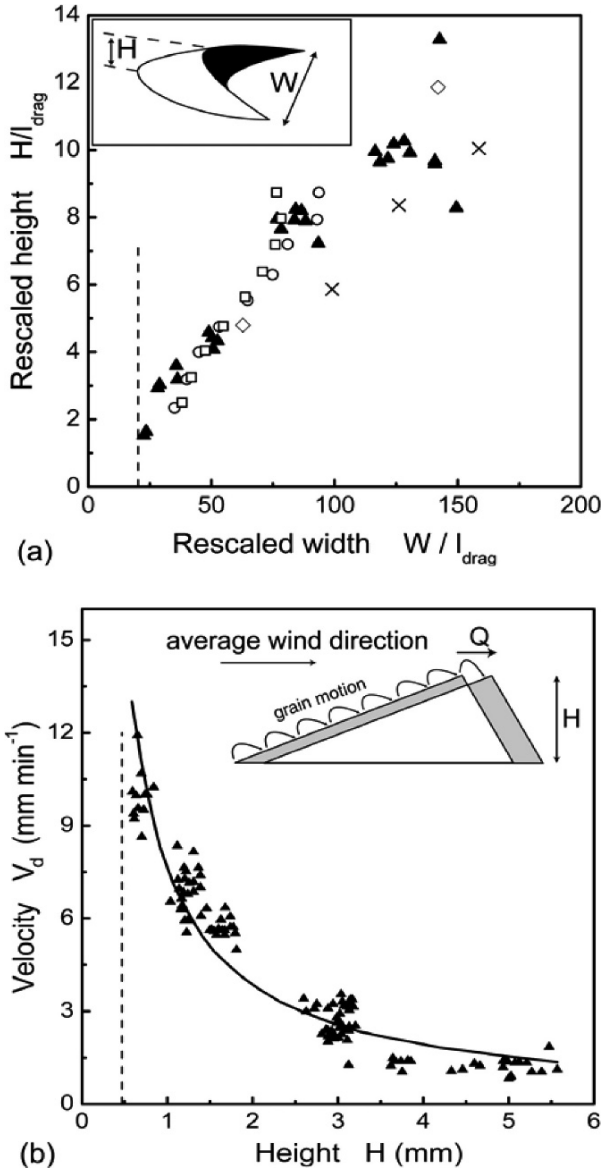 14
12
10
8
6
4
2
0
Rescaled height H/l_drag
H
W
0 50 100 150 200
(a) Rescaled width W / l_drag
15
12
9
6
3
0
Velocity V_d (mm min⁻¹)
average wind direction
Q
grain motion
H
0 1 2 3 4 5 6
(b) Height H (mm)